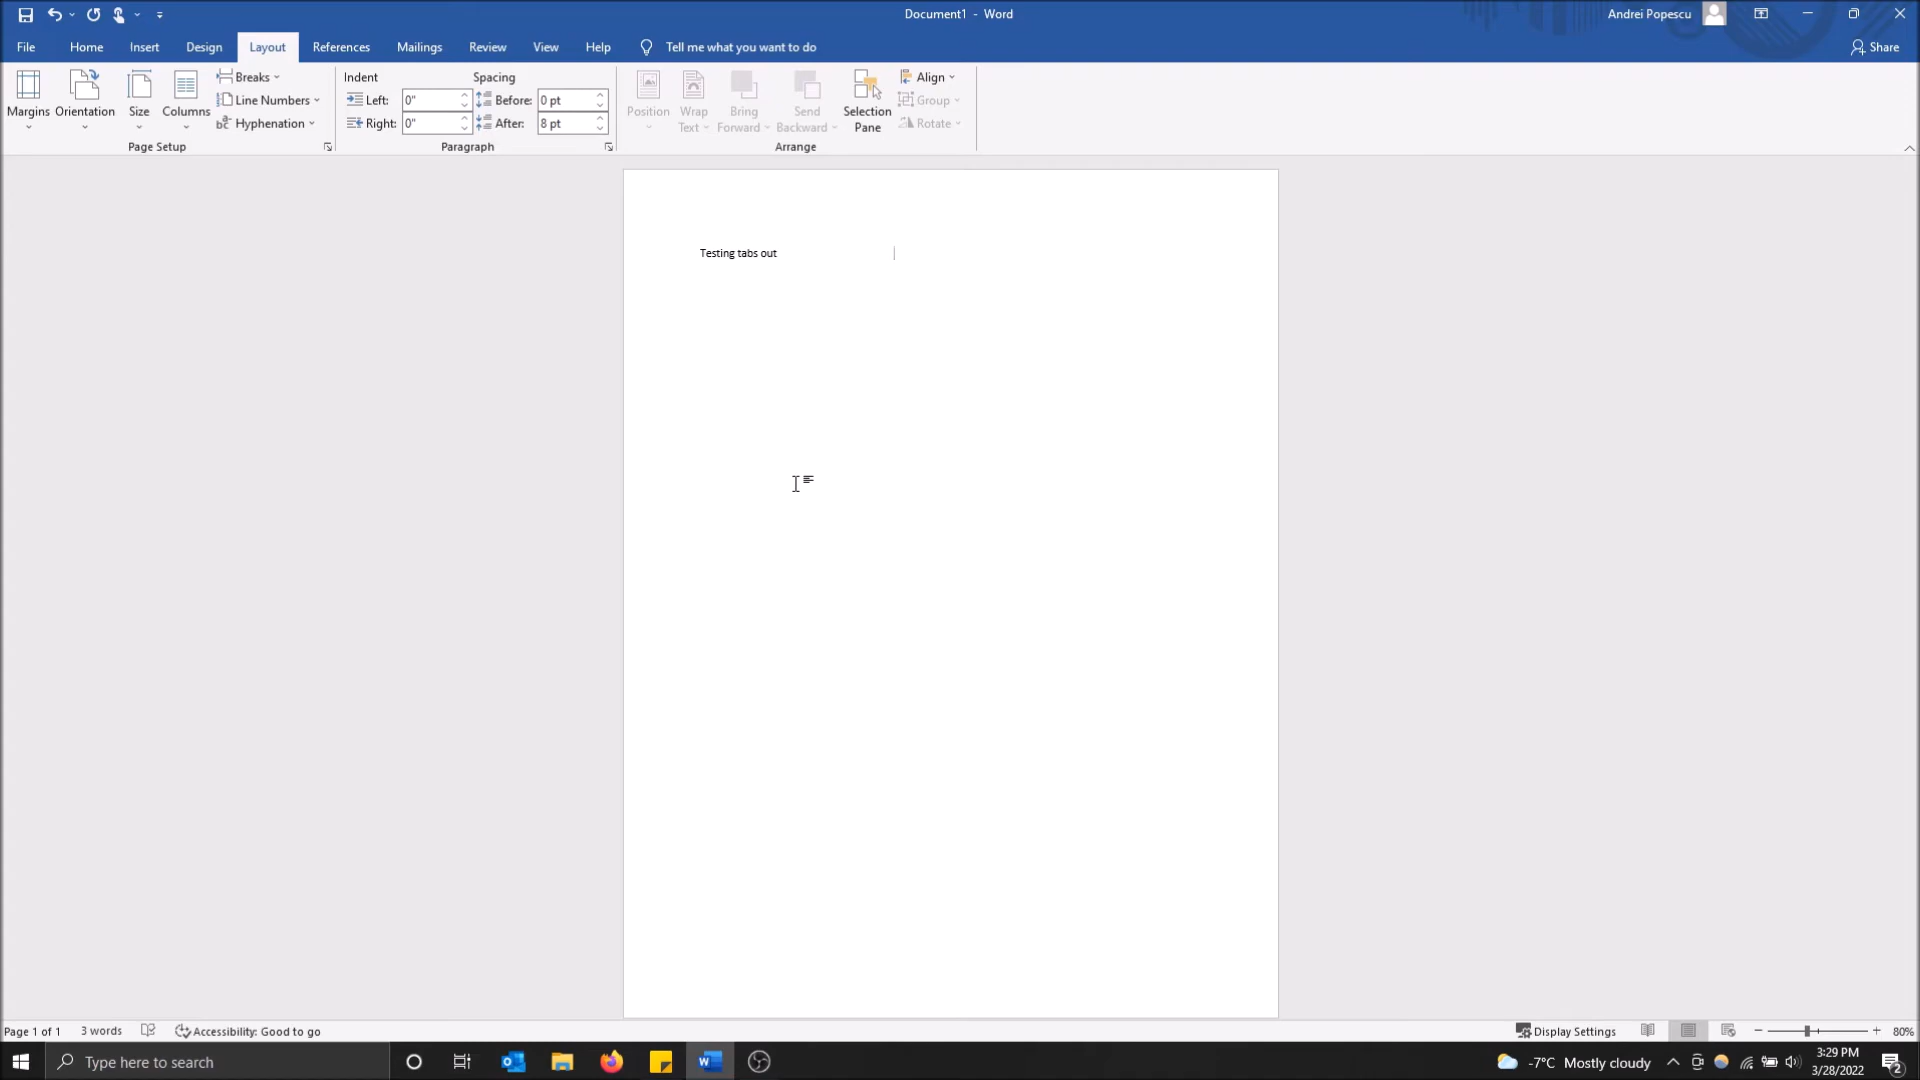 Document1 - Word
Andrei Popescu
File
Home
Insert
Design
Layout
References
Mailings
Review
View
Help
Tell me what you want to do
Share
Margins
Orientation
Size
Columns
Breaks
Line Numbers
Hyphenation
Page Setup
Indent
Left: 0"
Right: 0"
Spacing
Before: 0 pt
After: 8 pt
Paragraph
Position
Wrap
Text
Bring
Forward
Send
Backward
Selection
Pane
Align
Group
Rotate
Arrange
Testing tabs out
Page 1 of 1
3 words
Accessibility: Good to go
Display Settings
80%
Type here to search
-7°C Mostly cloudy
3:29 PM
3/28/2022
2